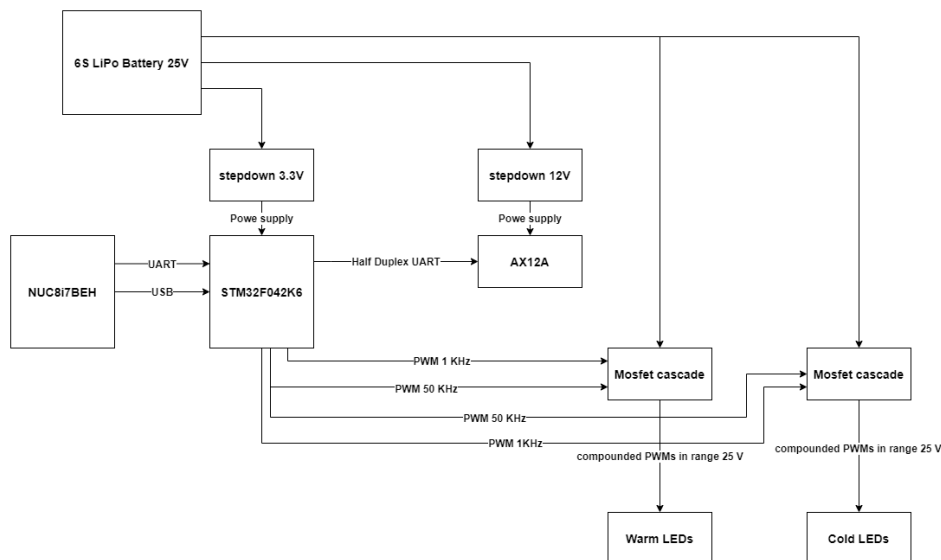 6S LiPo Battery 25V
stepdown 3.3V
stepdown 12V
Powe supply
Powe supply
NUC8i7BEH
UART
USB
STM32F042K6
Half Duplex UART
AX12A
PWM 1 KHz
PWM 50 KHz
Mosfet cascade
Mosfet cascade
PWM 50 KHz
PWM 1KHz
compounded PWMs in range 25 V
compounded PWMs in range 25 V
Warm LEDs
Cold LEDs